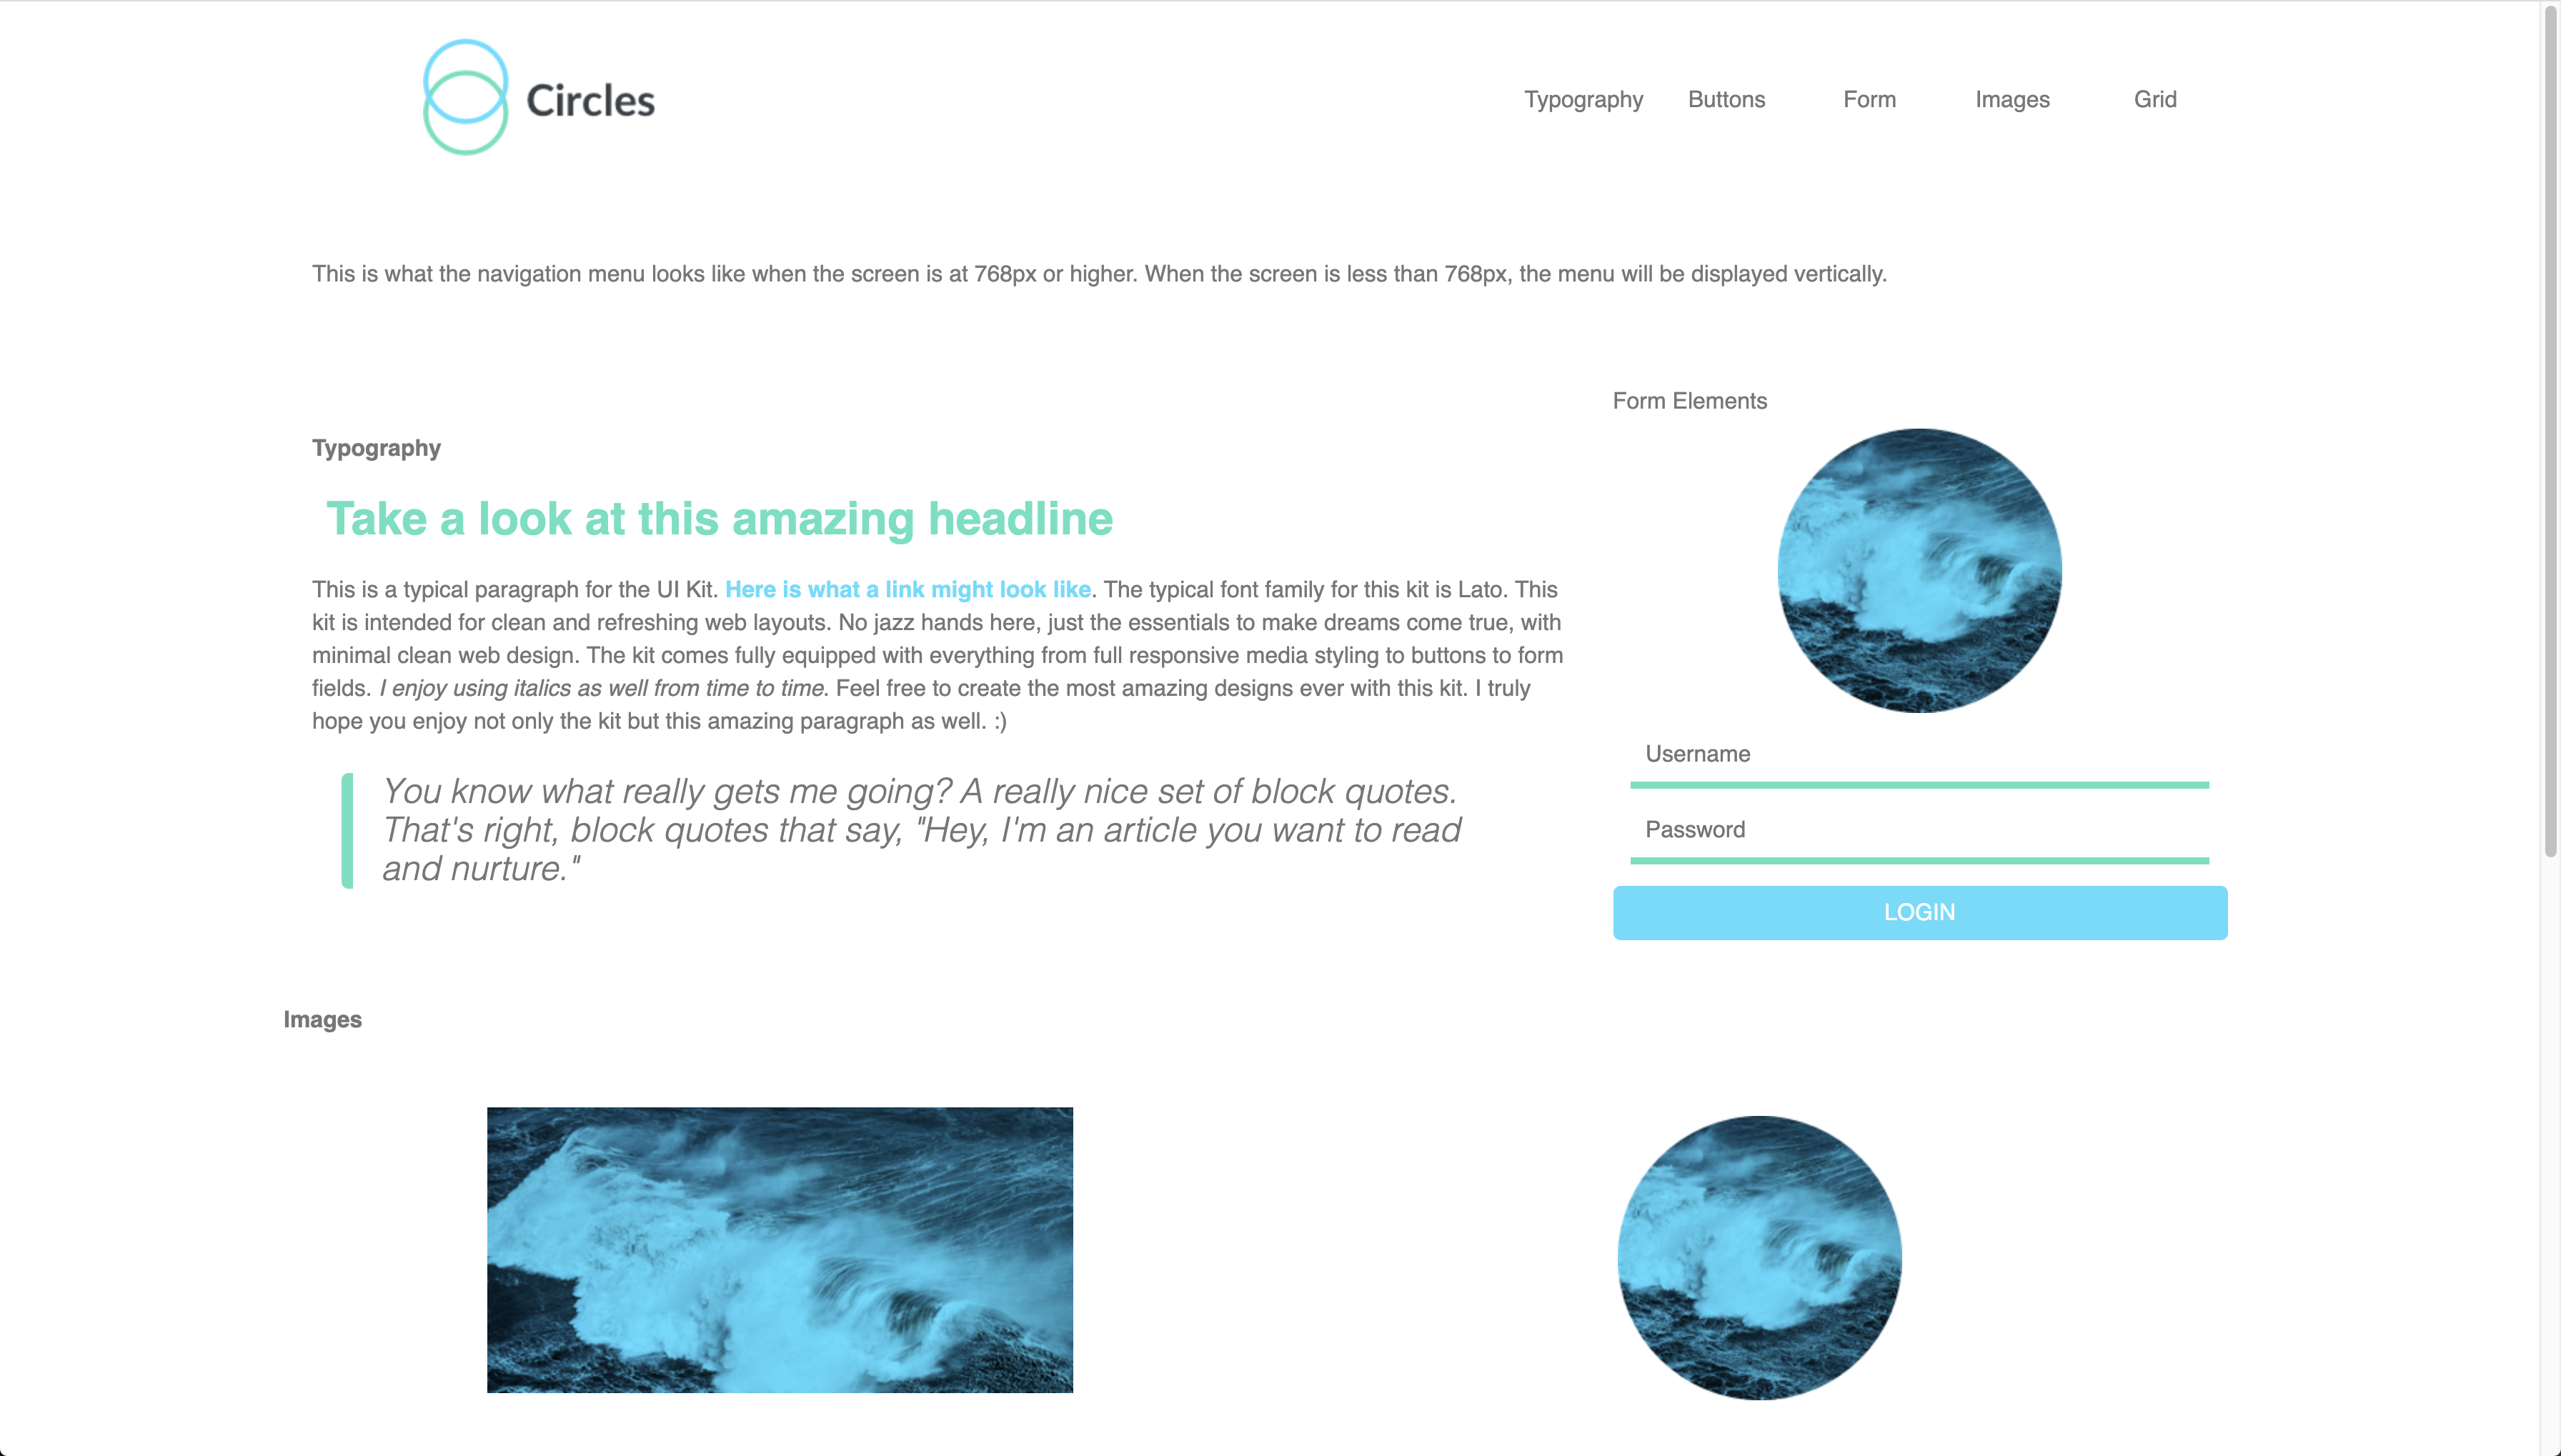 Circles
Typography Buttons Form Images Grid
This is what the navigation menu looks like when the screen is at 768px or higher. When the screen is less than 768px, the menu will be displayed vertically.
Typography
Take a look at this amazing headline
This is a typical paragraph for the UI Kit. Here is what a link might look like. The typical font family for this kit is Lato. This
kit is intended for clean and refreshing web layouts. No jazz hands here, just the essentials to make dreams come true, with
minimal clean web design. The kit comes fully equipped with everything from full responsive media styling to buttons to form
fields. I enjoy using italics as well from time to time. Feel free to create the most amazing designs ever with this kit. I truly
hope you enjoy not only the kit but this amazing paragraph as well. :)
You know what really gets me going? A really nice set of block quotes.
That's right, block quotes that say, "Hey, I'm an article you want to read
and nurture."
Form Elements
Username
Password
LOGIN
Images